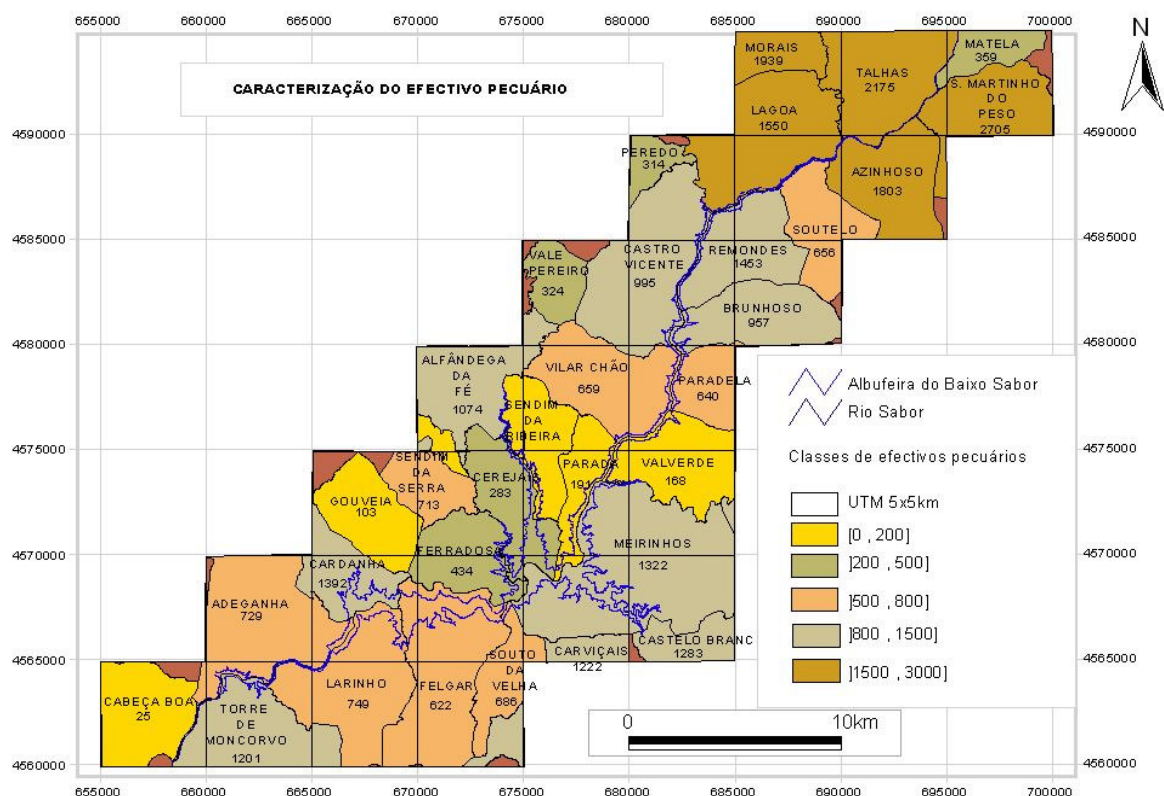 655000 660000 665000 670000 675000 680000 685000 690000 695000 700000
N
CARACTERIZAÇÃO DO EFECTIVO PECUÁRIO
MORAIS
1939
TALHAS
2175
MATELA
359
LAGOA
1550
S. MARTINHO
DO
PESO
2705
4590000 4590000
PEREDO
314
AZINHOSO
1803
SOUTELO
656
4585000 4585000
VALE
PEREIRO
324
CASTRO
VICENTE
995
REMONDES
1453
BRUNHOSO
957
4580000 4580000
ALFÂNDEGA
DA
FÉ
1074
VILAR CHÃO
659
PARADELA
640
SENDIM
DA
RIBEIRA
4575000 4575000
SENDIM
DA
SERRA
713
CEREJAIS
283
PARADA
191
VALVERDE
168
GOUVEIA
103
MEIRINHOS
1322
4570000 4570000
CARDANHA
1392
FERRADOSA
434
ADEGANHA
729
CARVIÇAIS
1222
CASTELO BRANC
1283
4565000 4565000
CABEÇA BOA
25
TORRE
DE
MONCORVO
1201
LARINHO
749
FELGAR
622
SOUTO
DA
VELHA
686
4560000 4560000
Albufeira do Baixo Sabor
Rio Sabor
Classes de efectivos pecuários
UTM 5x5km
[0 , 200]
]200 , 500]
]500 , 800]
]800 , 1500]
]1500 , 3000]
0 10km
655000 660000 665000 670000 675000 680000 685000 690000 695000 700000